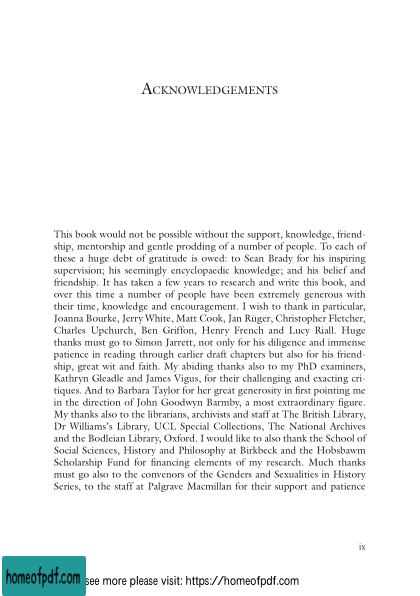 ACKNOWLEDGEMENTS
This book would not be possible without the support, knowledge, friend-
ship, mentorship and gentle prodding of a number of people. To each of
these a huge debt of gratitude is owed: to Sean Brady for his inspiring
supervision; his seemingly encyclopaedic knowledge; and his belief and
friendship. It has taken a few years to research and write this book, and
over this time a number of people have been extremely generous with
their time, knowledge and encouragement. I wish to thank in particular,
Joanna Bourke, Jerry White, Matt Cook, Jan Rüger, Christopher Fletcher,
Charles Upchurch, Ben Griffon, Henry French and Lucy Riall. Huge
thanks must go to Simon Jarrett, not only for his diligence and immense
patience in reading through earlier draft chapters but also for his friend-
ship, great wit and faith. My abiding thanks also to my PhD examiners,
Kathryn Gleadle and James Vigus, for their challenging and exacting cri-
tiques. And to Barbara Taylor for her great generosity in first pointing me
in the direction of John Goodwyn Barmby, a most extraordinary figure.
My thanks also to the librarians, archivists and staff at The British Library,
Dr Williams's Library, UCL Special Collections, The National Archives
and the Bodleian Library, Oxford. I would like to also thank the School of
Social Sciences, History and Philosophy at Birkbeck and the Hobsbawm
Scholarship Fund for financing elements of my research. Much thanks
must go also to the convenors of the Genders and Sexualities in History
Series, to the staff at Palgrave Macmillan for their support and patience
ix
homeofpdf.com see more please visit: https://homeofpdf.com